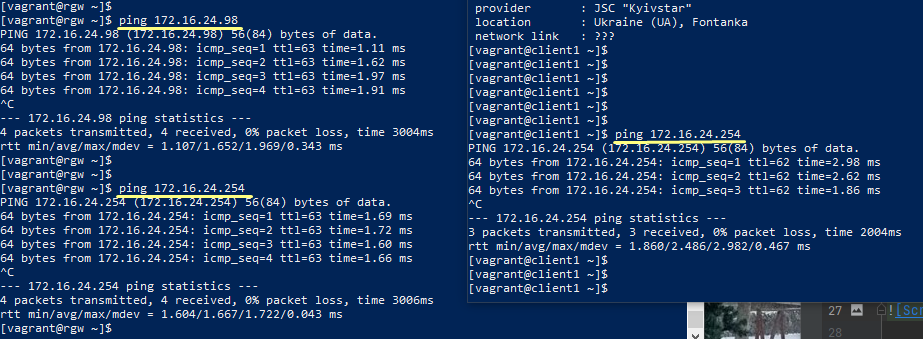 [vagrant@rgw ~]$
[vagrant@rgw ~]$ ping 172.16.24.98
PING 172.16.24.98 (172.16.24.98) 56(84) bytes of data.
64 bytes from 172.16.24.98: icmp_seq=1 ttl=63 time=1.11 ms
64 bytes from 172.16.24.98: icmp_seq=2 ttl=63 time=1.62 ms
64 bytes from 172.16.24.98: icmp_seq=3 ttl=63 time=1.97 ms
64 bytes from 172.16.24.98: icmp_seq=4 ttl=63 time=1.91 ms
^C
--- 172.16.24.98 ping statistics ---
4 packets transmitted, 4 received, 0% packet loss, time 3004ms
rtt min/avg/max/mdev = 1.107/1.652/1.969/0.343 ms
[vagrant@rgw ~]$
[vagrant@rgw ~]$
[vagrant@rgw ~]$ ping 172.16.24.254
PING 172.16.24.254 (172.16.24.254) 56(84) bytes of data.
64 bytes from 172.16.24.254: icmp_seq=1 ttl=63 time=1.69 ms
64 bytes from 172.16.24.254: icmp_seq=2 ttl=63 time=1.72 ms
64 bytes from 172.16.24.254: icmp_seq=3 ttl=63 time=1.60 ms
64 bytes from 172.16.24.254: icmp_seq=4 ttl=63 time=1.66 ms
^C
--- 172.16.24.254 ping statistics ---
4 packets transmitted, 4 received, 0% packet loss, time 3006ms
rtt min/avg/max/mdev = 1.604/1.667/1.722/0.043 ms
[vagrant@rgw ~]$
provider : JSC "Kyivstar"
location : Ukraine (UA), Fontanka
network link : ???
[vagrant@client1 ~]$
[vagrant@client1 ~]$
[vagrant@client1 ~]$
[vagrant@client1 ~]$
[vagrant@client1 ~]$
[vagrant@client1 ~]$
[vagrant@client1 ~]$ ping 172.16.24.254
PING 172.16.24.254 (172.16.24.254) 56(84) bytes of data.
64 bytes from 172.16.24.254: icmp_seq=1 ttl=62 time=2.98 ms
64 bytes from 172.16.24.254: icmp_seq=2 ttl=62 time=2.62 ms
64 bytes from 172.16.24.254: icmp_seq=3 ttl=62 time=1.86 ms
^C
--- 172.16.24.254 ping statistics ---
3 packets transmitted, 3 received, 0% packet loss, time 2004ms
rtt min/avg/max/mdev = 1.860/2.486/2.982/0.467 ms
[vagrant@client1 ~]$
[vagrant@client1 ~]$
[vagrant@client1 ~]$
27 ![Scr
28